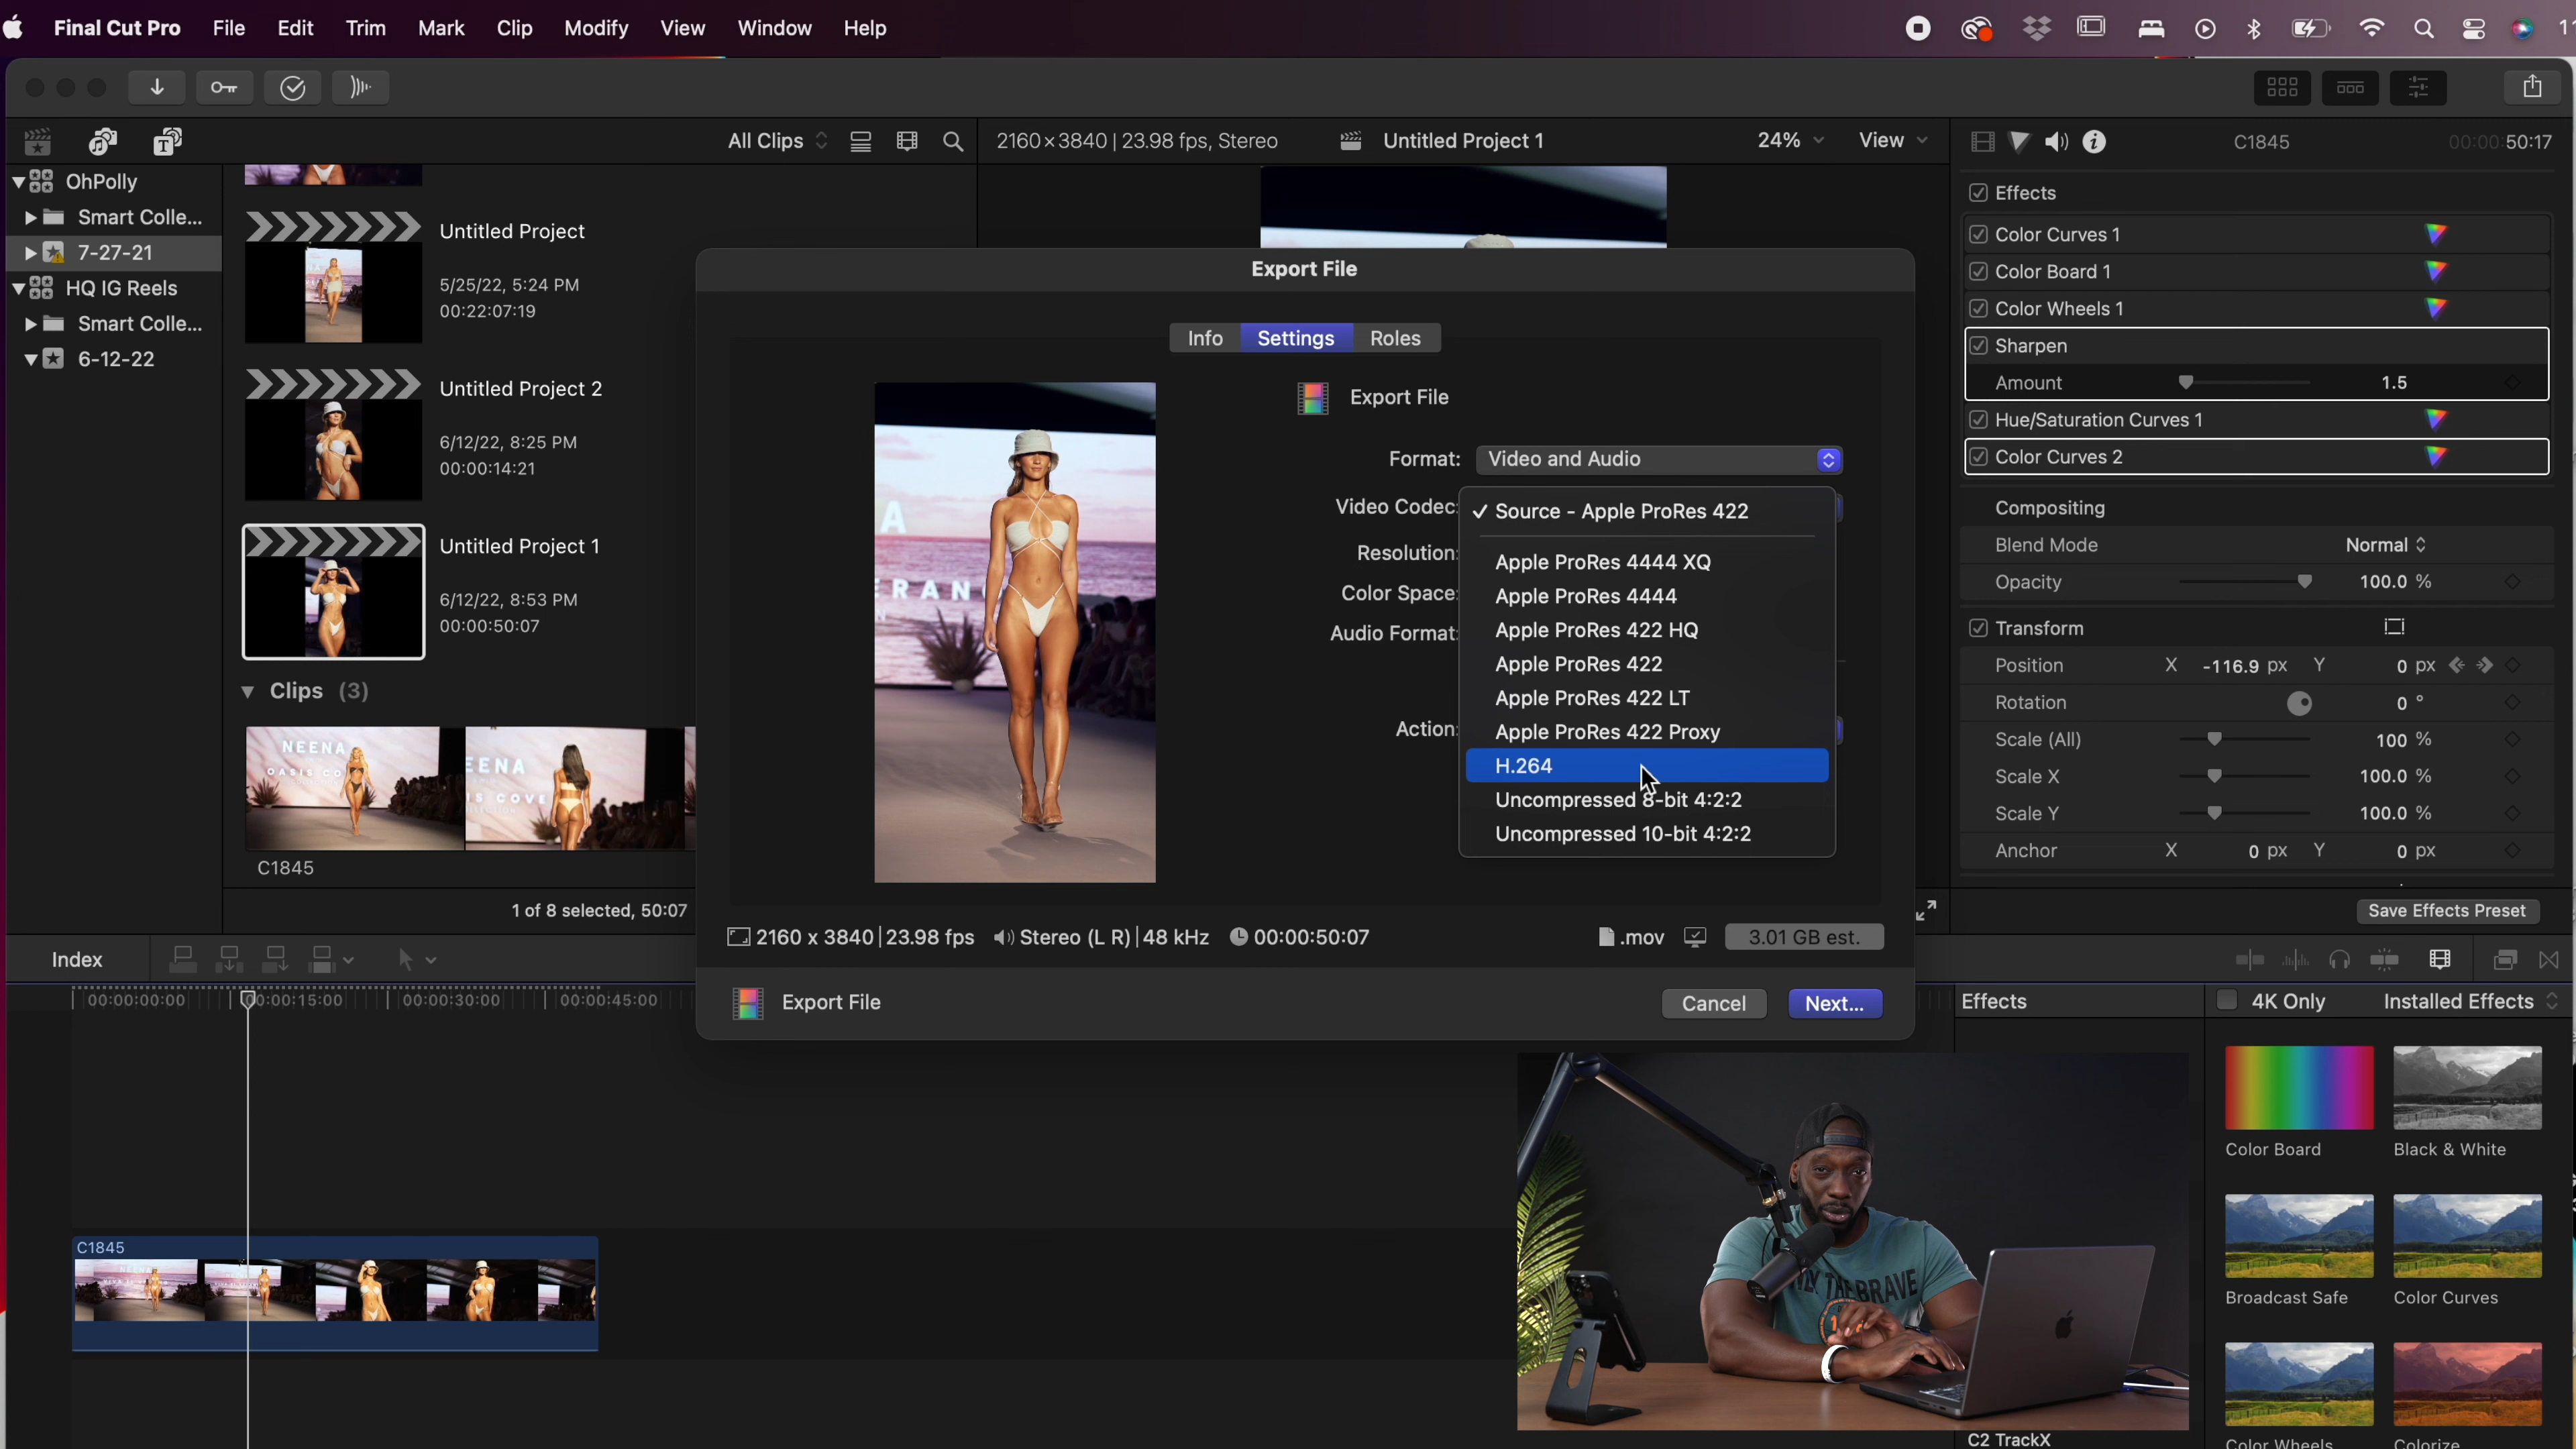 Final Cut Pro File Edit Trim Mark Clip Modify View Window Help
All Clips
2160 × 3840 | 23.98 fps, Stereo
Untitled Project 1
24%
View
C1845
00:00:50:17
OhPolly
Smart Colle...
7-27-21
HQ IG Reels
Smart Colle...
6-12-22
Untitled Project
5/25/22, 5:24 PM
00:22:07:19
Untitled Project 2
6/12/22, 8:25 PM
00:00:14:21
Untitled Project 1
6/12/22, 8:53 PM
00:00:50:07
Clips (3)
NEENA
OASIS CO
EENA
IS COVE
C1845
1 of 8 selected, 50:07
Export File
Info
Settings
Roles
A
ERAN
Export File
Format: Video and Audio
Video Codec:
Resolution:
Color Space:
Audio Format:
Action:
✓ Source - Apple ProRes 422
Apple ProRes 4444 XQ
Apple ProRes 4444
Apple ProRes 422 HQ
Apple ProRes 422
Apple ProRes 422 LT
Apple ProRes 422 Proxy
H.264
Uncompressed 8-bit 4:2:2
Uncompressed 10-bit 4:2:2
2160 x 3840 | 23.98 fps
Stereo (L R) | 48 kHz
00:00:50:07
.mov
3.01 GB est.
Export File
Cancel
Next...
Effects
Color Curves 1
Color Board 1
Color Wheels 1
Sharpen
Amount 1.5
Hue/Saturation Curves 1
Color Curves 2
Compositing
Blend Mode Normal
Opacity 100.0 %
Transform
Position X -116.9 px Y 0 px
Rotation 0 °
Scale (All) 100 %
Scale X 100.0 %
Scale Y 100.0 %
Anchor X 0 px Y 0 px
Save Effects Preset
Index
00:00:00:00
00:00:15:00
00:00:30:00
00:00:45:00
C1845
Effects
4K Only
Installed Effects
Color Board
Black & White
Broadcast Safe
Color Curves
Color Wheels
Colorize
C2 TrackX
THE BRAVE